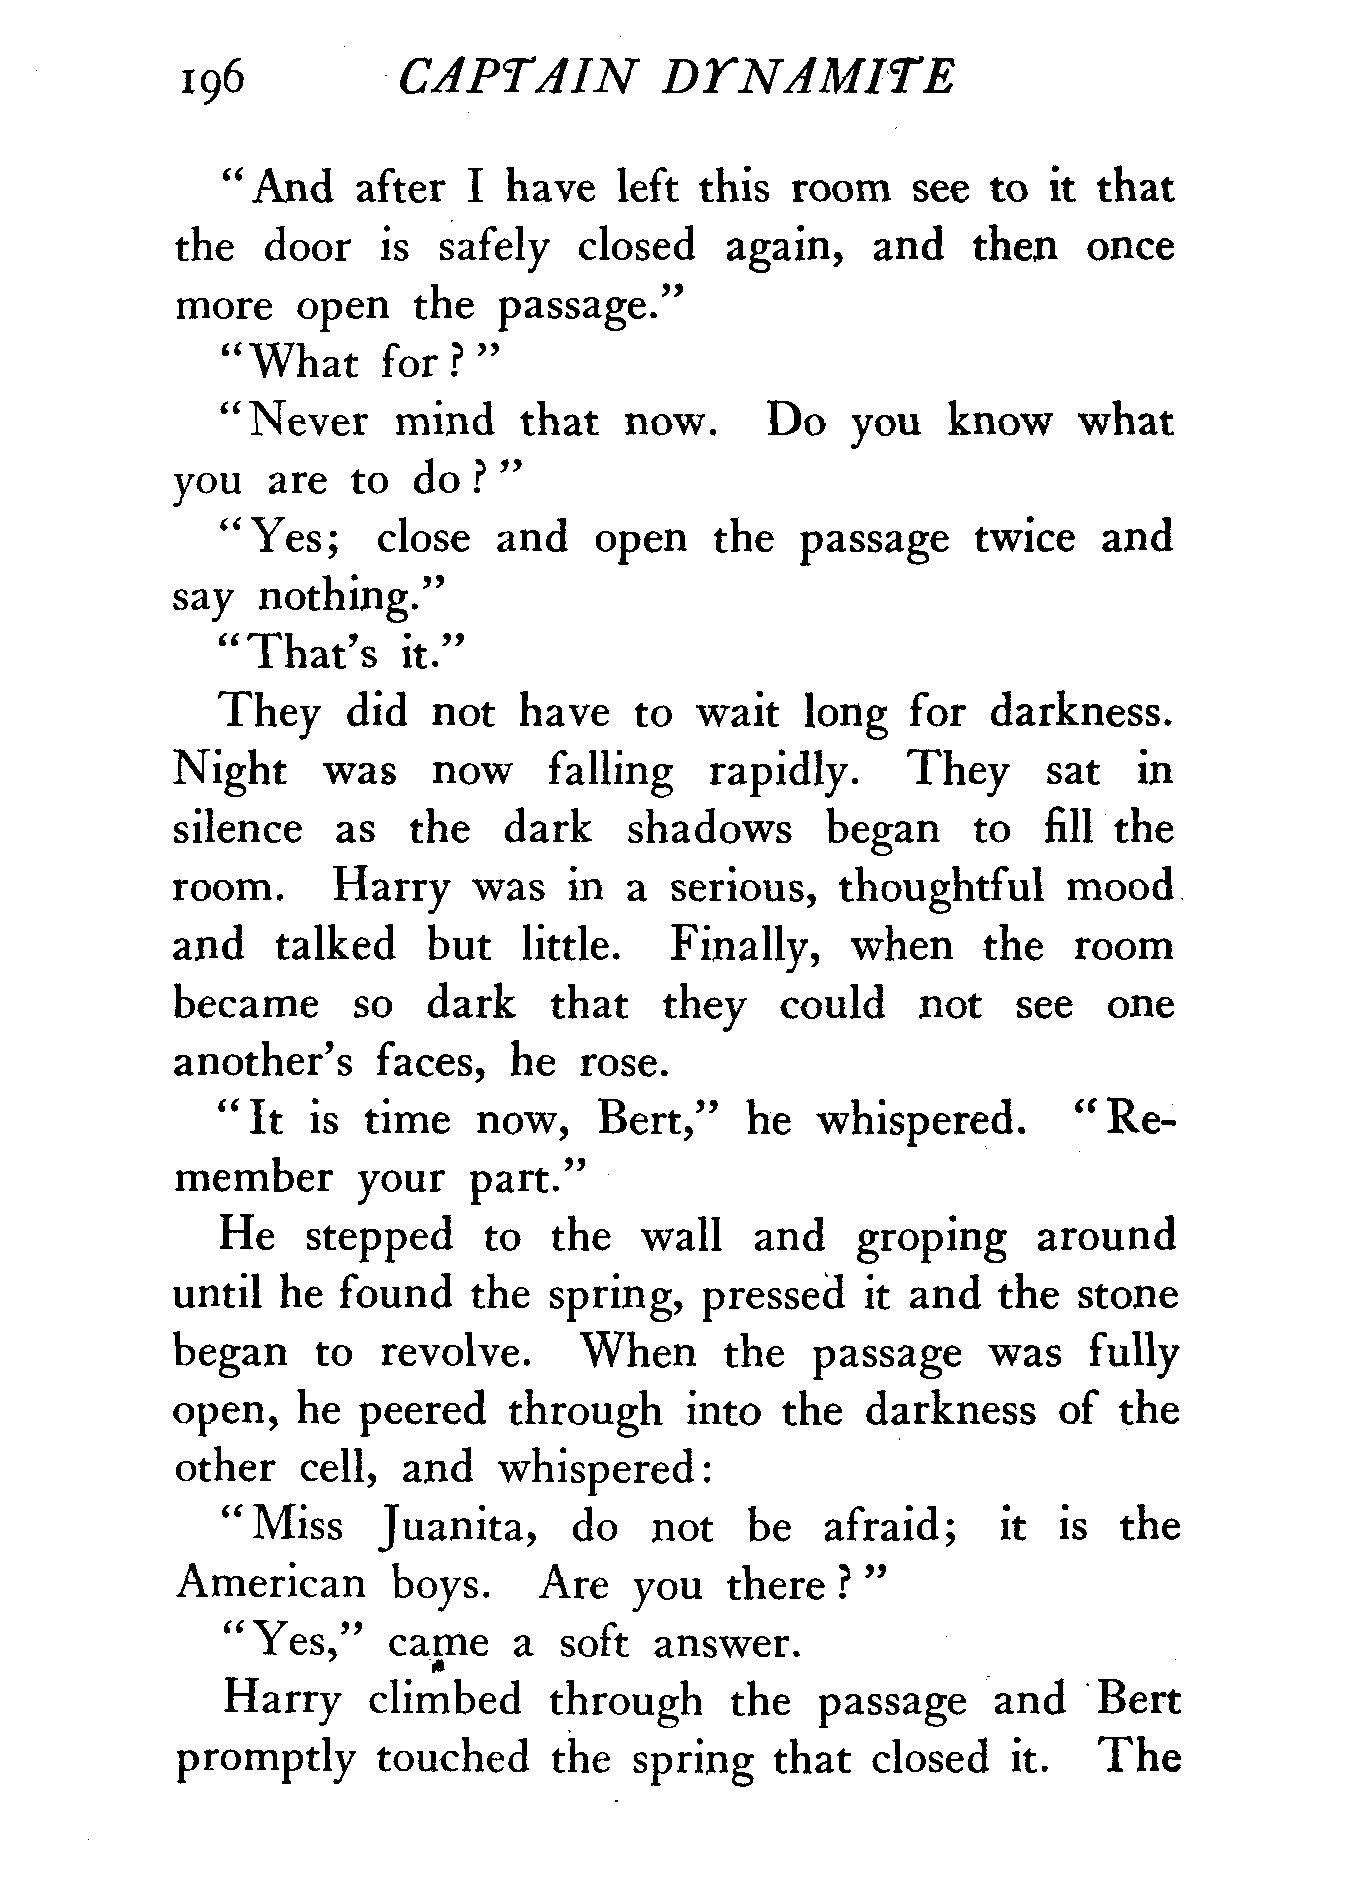 196 CAPTAIN DYNAMITE
"And after I have left this room see to it that
the door is safely closed again, and then once
more open the passage."
"What for?"
"Never mind that now. Do you know what
you are to do?"
"Yes; close and open the passage twice and
say nothing."
"That's it."
They did not have to wait long for darkness.
Night was now falling rapidly. They sat in
silence as the dark shadows began to fill the
room. Harry was in a serious, thoughtful mood
and talked but little. Finally, when the room
became so dark that they could not see one
another's faces, he rose.
"It is time now, Bert," he whispered. "Re-
member your part."
He stepped to the wall and groping around
until he found the spring, pressed it and the stone
began to revolve. When the passage was fully
open, he peered through into the darkness of the
other cell, and whispered:
"Miss Juanita, do not be afraid; it is the
American boys. Are you there?"
"Yes," came a soft answer.
Harry climbed through the passage and Bert
promptly touched the spring that closed it. The